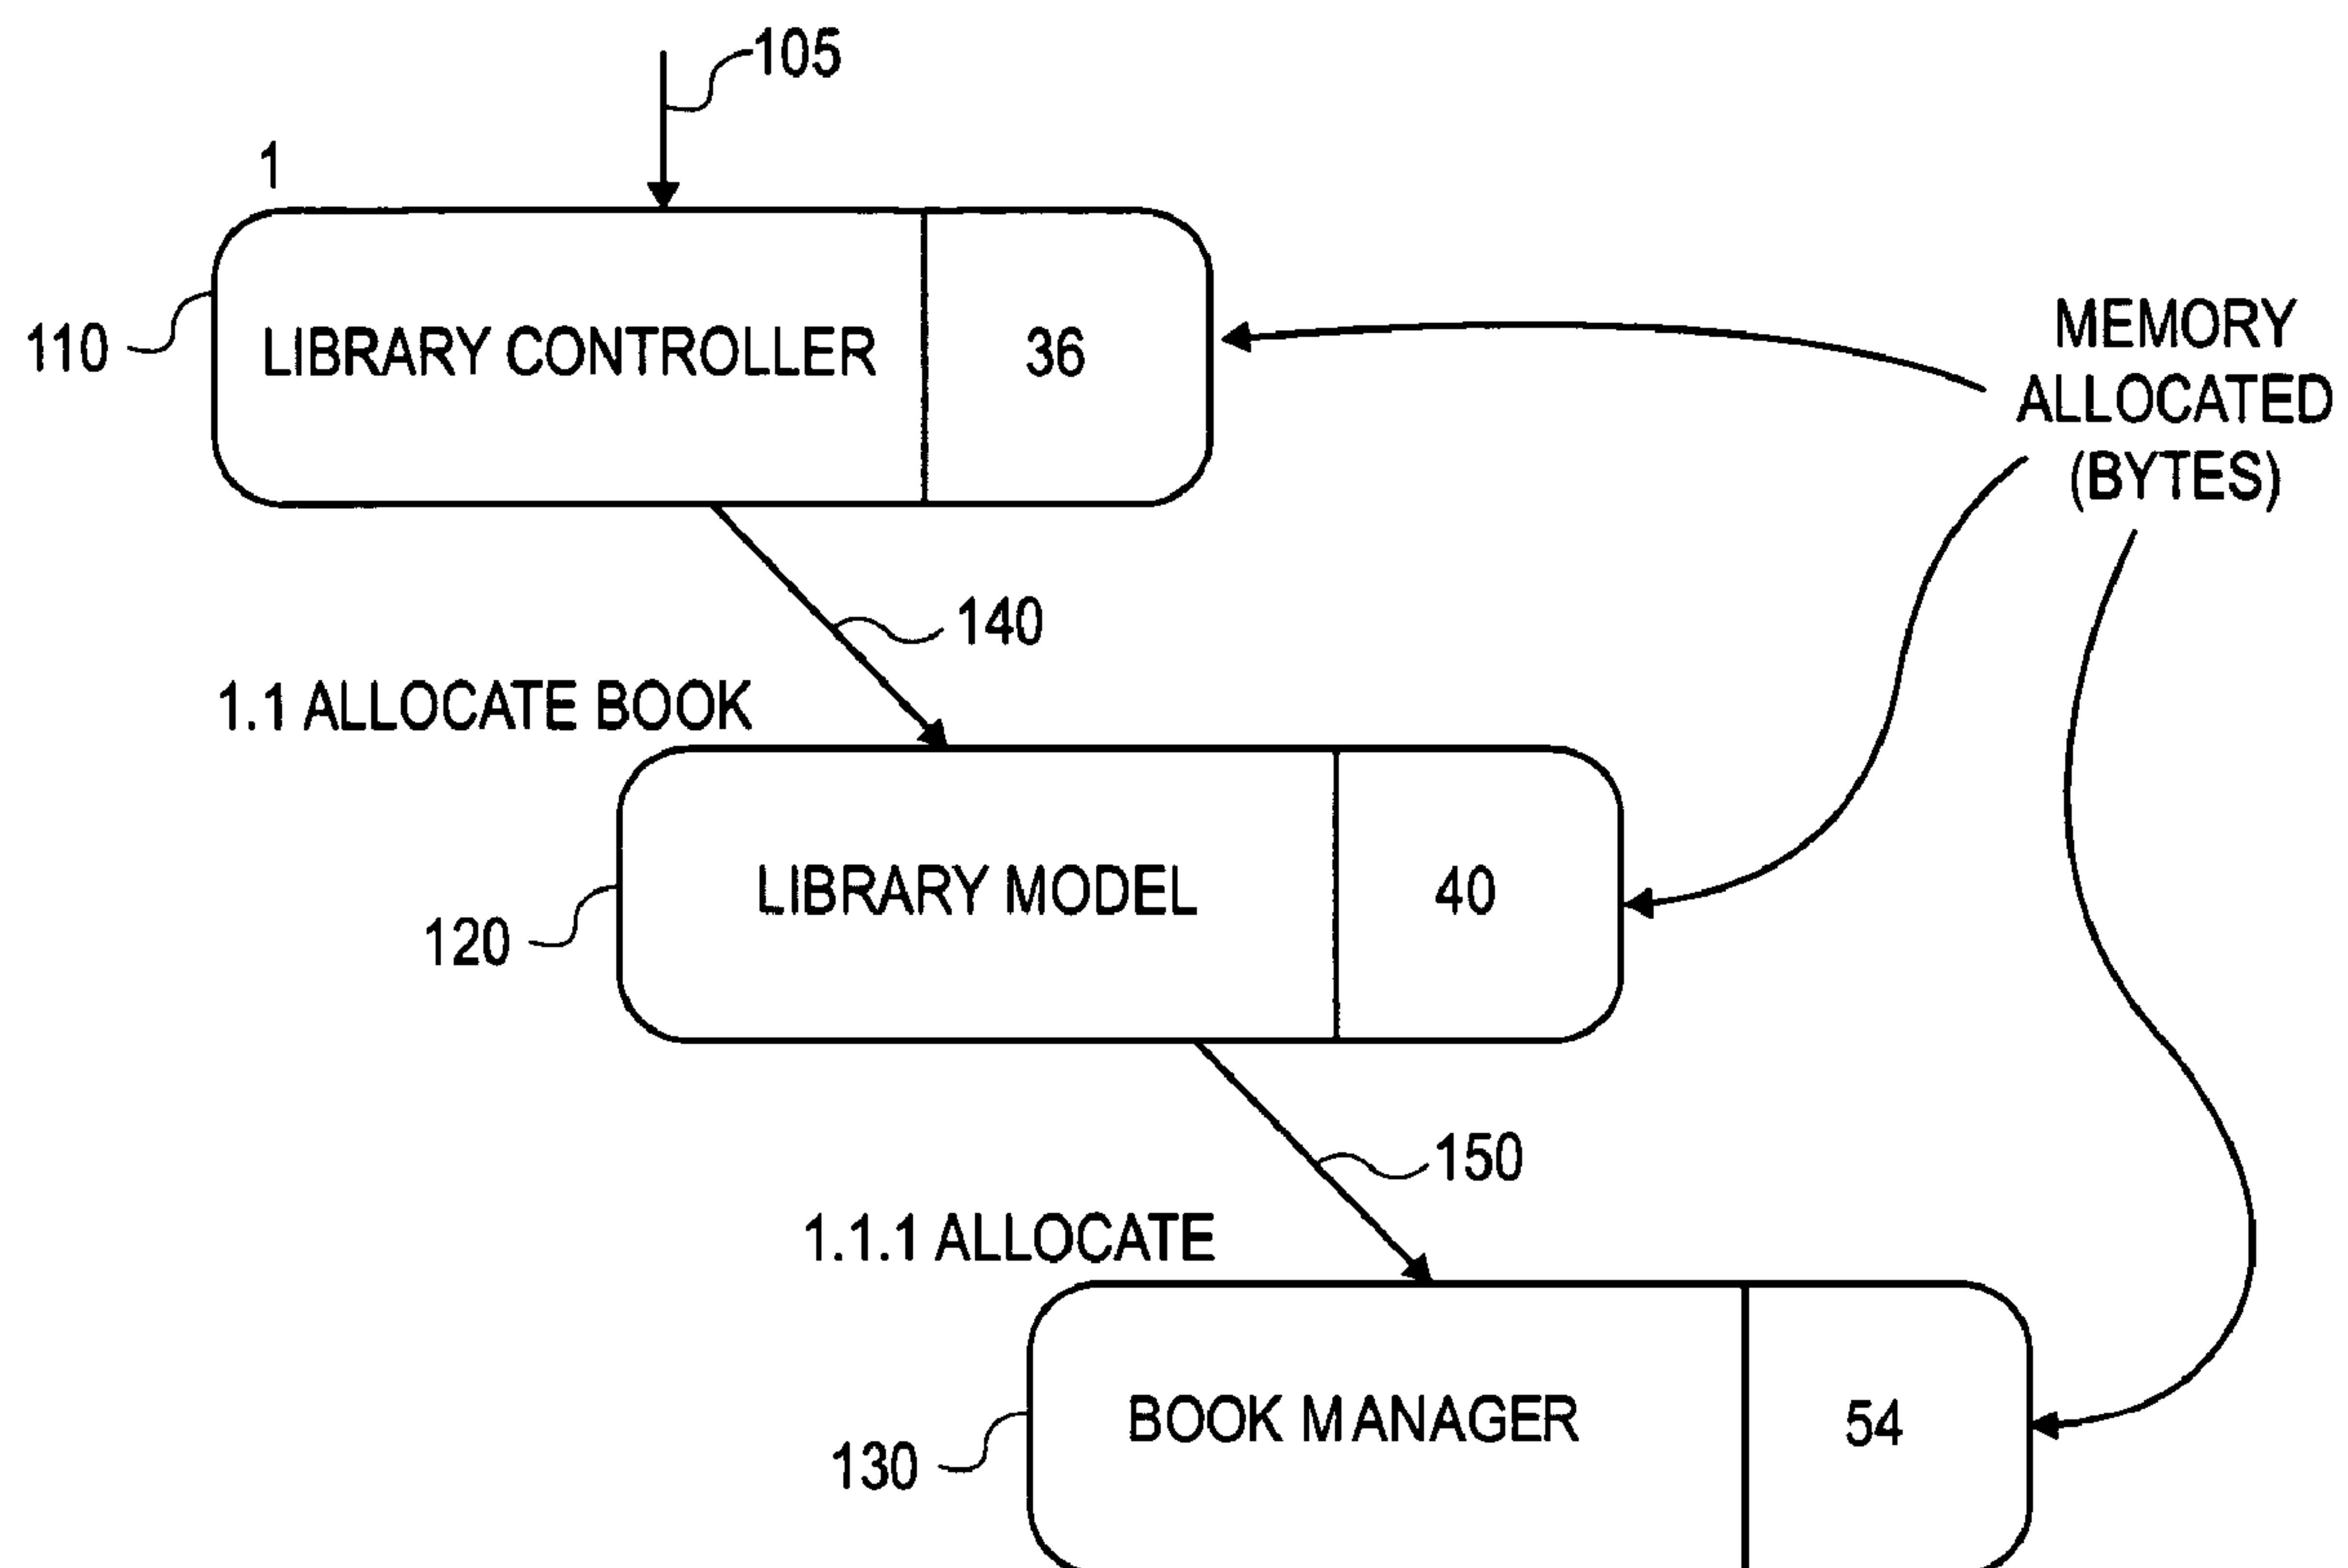 105
1
110
LIBRARY CONTROLLER
36
MEMORY
ALLOCATED
(BYTES)
140
1.1 ALLOCATE BOOK
LIBRARY MODEL
40
120
150
1.1.1 ALLOCATE
BOOK MANAGER
54
130